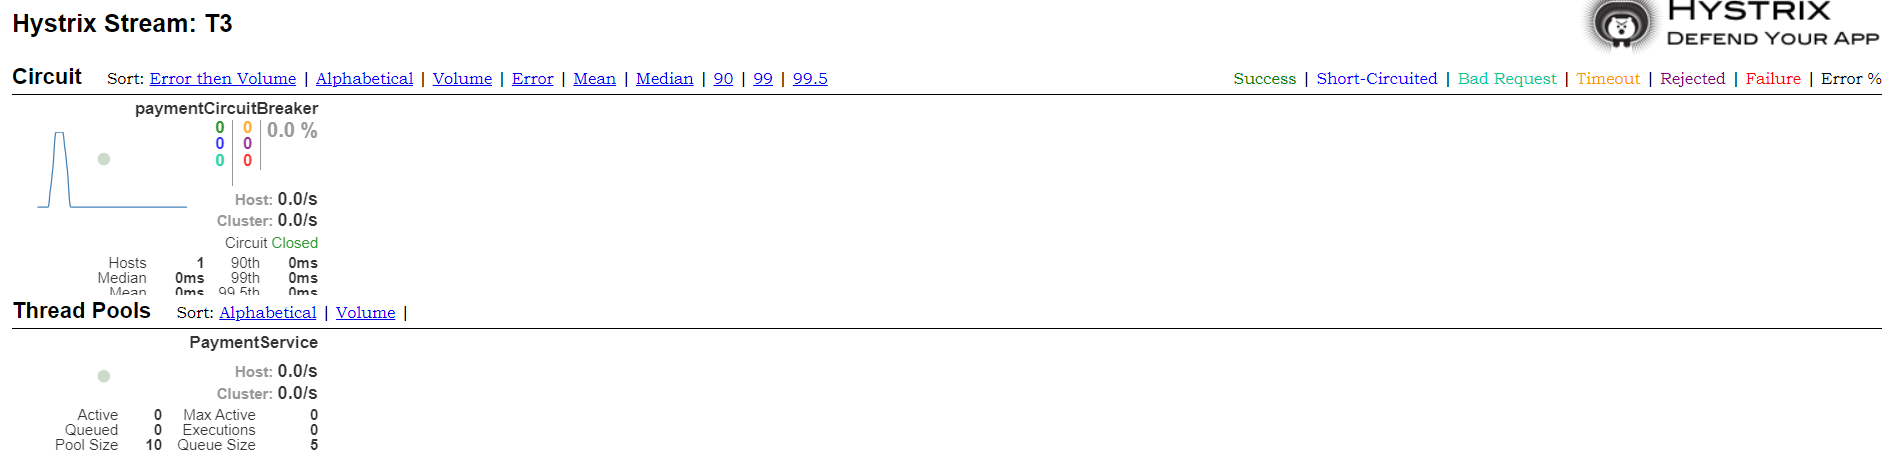 Hystrix Stream: T3
HYSTRIX
DEFEND YOUR APP
Circuit Sort: Error then Volume | Alphabetical | Volume | Error | Mean | Median | 90 | 99 | 99.5
Success | Short-Circuited | Bad Request | Timeout | Rejected | Failure | Error %
paymentCircuitBreaker
0 0 0.0 %
0 0
0 0
Host: 0.0/s
Cluster: 0.0/s
Circuit Closed
Hosts 1 90th 0ms
Median 0ms 99th 0ms
Mean 0ms 99.5th 0ms
Thread Pools Sort: Alphabetical | Volume |
PaymentService
Host: 0.0/s
Cluster: 0.0/s
Active 0 Max Active 0
Queued 0 Executions 0
Pool Size 10 Queue Size 5